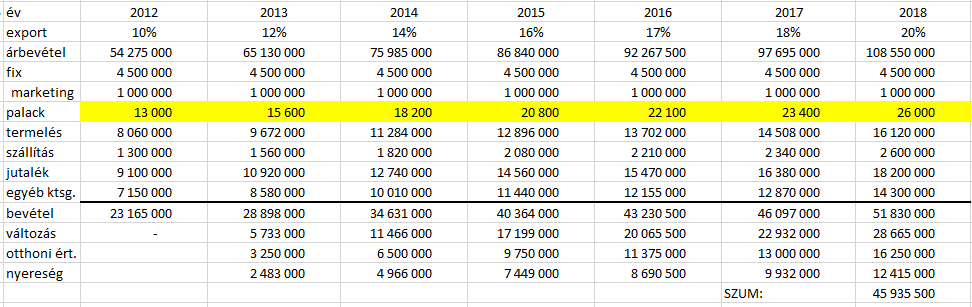 év 2012 2013 2014 2015 2016 2017 2018
export 10% 12% 14% 16% 17% 18% 20%
árbevétel 54 275 000 65 130 000 75 985 000 86 840 000 92 267 500 97 695 000 108 550 000
fix 4 500 000 4 500 000 4 500 000 4 500 000 4 500 000 4 500 000 4 500 000
marketing 1 000 000 1 000 000 1 000 000 1 000 000 1 000 000 1 000 000 1 000 000
palack 13 000 15 600 18 200 20 800 22 100 23 400 26 000
termelés 8 060 000 9 672 000 11 284 000 12 896 000 13 702 000 14 508 000 16 120 000
szállítás 1 300 000 1 560 000 1 820 000 2 080 000 2 210 000 2 340 000 2 600 000
jutalék 9 100 000 10 920 000 12 740 000 14 560 000 15 470 000 16 380 000 18 200 000
egyéb ktsg. 7 150 000 8 580 000 10 010 000 11 440 000 12 155 000 12 870 000 14 300 000
bevétel 23 165 000 28 898 000 34 631 000 40 364 000 43 230 500 46 097 000 51 830 000
változás - 5 733 000 11 466 000 17 199 000 20 065 500 22 932 000 28 665 000
otthoni ért. 3 250 000 6 500 000 9 750 000 11 375 000 13 000 000 16 250 000
nyereség 2 483 000 4 966 000 7 449 000 8 690 500 9 932 000 12 415 000
SZUM: 45 935 500